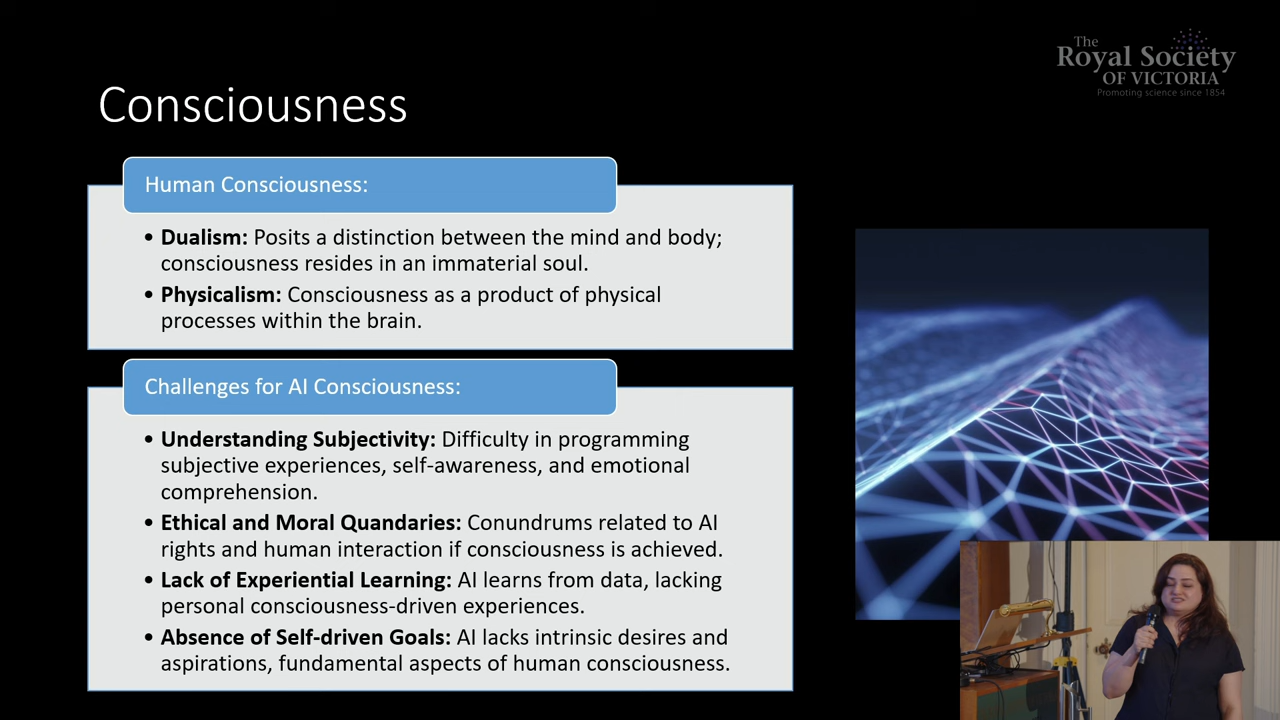 The
Royal Society
OF VICTORIA
Promoting science since 1854
Consciousness
Human Consciousness:
• Dualism: Posits a distinction between the mind and body;
consciousness resides in an immaterial soul.
• Physicalism: Consciousness as a product of physical
processes within the brain.
Challenges for AI Consciousness:
• Understanding Subjectivity: Difficulty in programming
subjective experiences, self-awareness, and emotional
comprehension.
• Ethical and Moral Quandaries: Conundrums related to AI
rights and human interaction if consciousness is achieved.
• Lack of Experiential Learning: AI learns from data, lacking
personal consciousness-driven experiences.
• Absence of Self-driven Goals: AI lacks intrinsic desires and
aspirations, fundamental aspects of human consciousness.